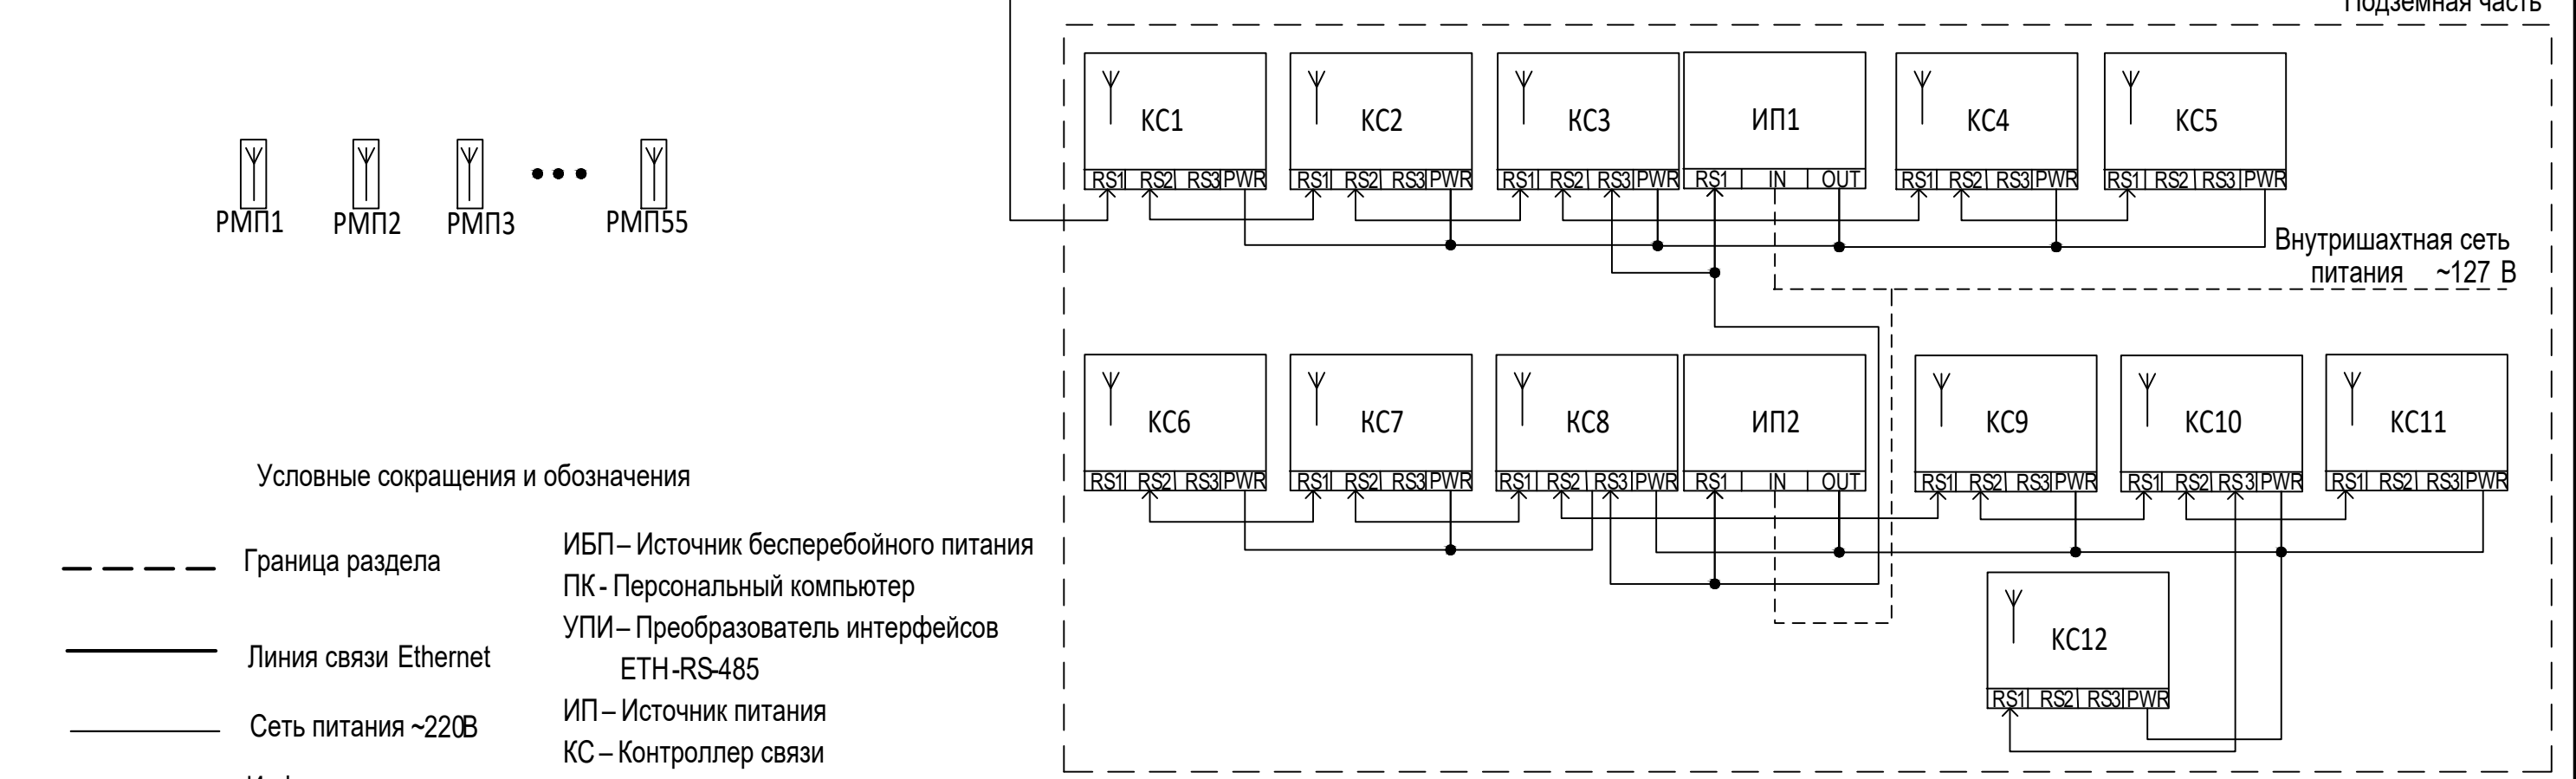 Подземная часть
КС1
КС2
КС3
ИП1
КС4
КС5
RS1 RS2 RS3 PWR
RS1 RS2 RS3 PWR
RS1 RS2 RS3 PWR
RS1 IN OUT
RS1 RS2 RS3 PWR
RS1 RS2 RS3 PWR
РМП1
РМП2
РМП3
РМП55
Внутришахтная сеть
питания ~127 В
КС6
КС7
КС8
ИП2
КС9
КС10
КС11
RS1 RS2 RS3 PWR
RS1 RS2 RS3 PWR
RS1 RS2 RS3 PWR
RS1 IN OUT
RS1 RS2 RS3 PWR
RS1 RS2 RS3 PWR
RS1 RS2 RS3 PWR
КС12
RS1 RS2 RS3 PWR
Условные сокращения и обозначения
Граница раздела
Линия связи Ethernet
Сеть питания ~220В
ИБП – Источник бесперебойного питания
ПК - Персональный компьютер
УПИ – Преобразователь интерфейсов
ETH-RS-485
ИП – Источник питания
КС – Контроллер связи